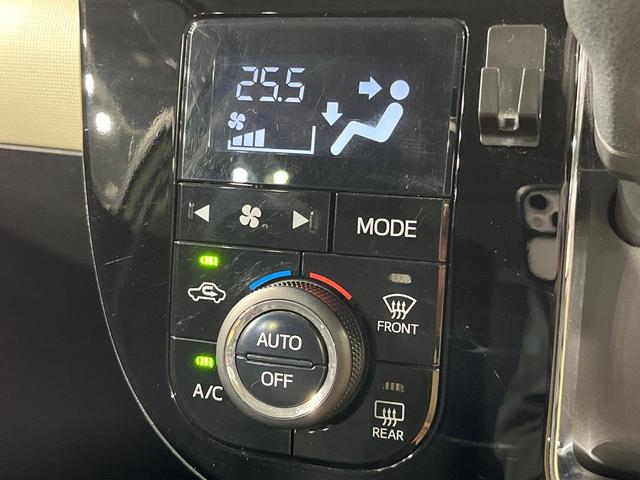 25.5
MODE
FRONT
AUTO
OFF
A/C
REAR